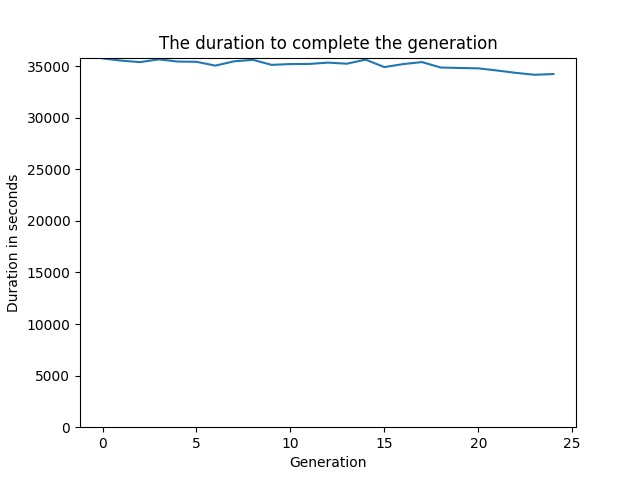 The duration to complete the generation
35000
30000
25000
20000
15000
10000
5000
0
Duration in seconds
0 5 10 15 20 25
Generation